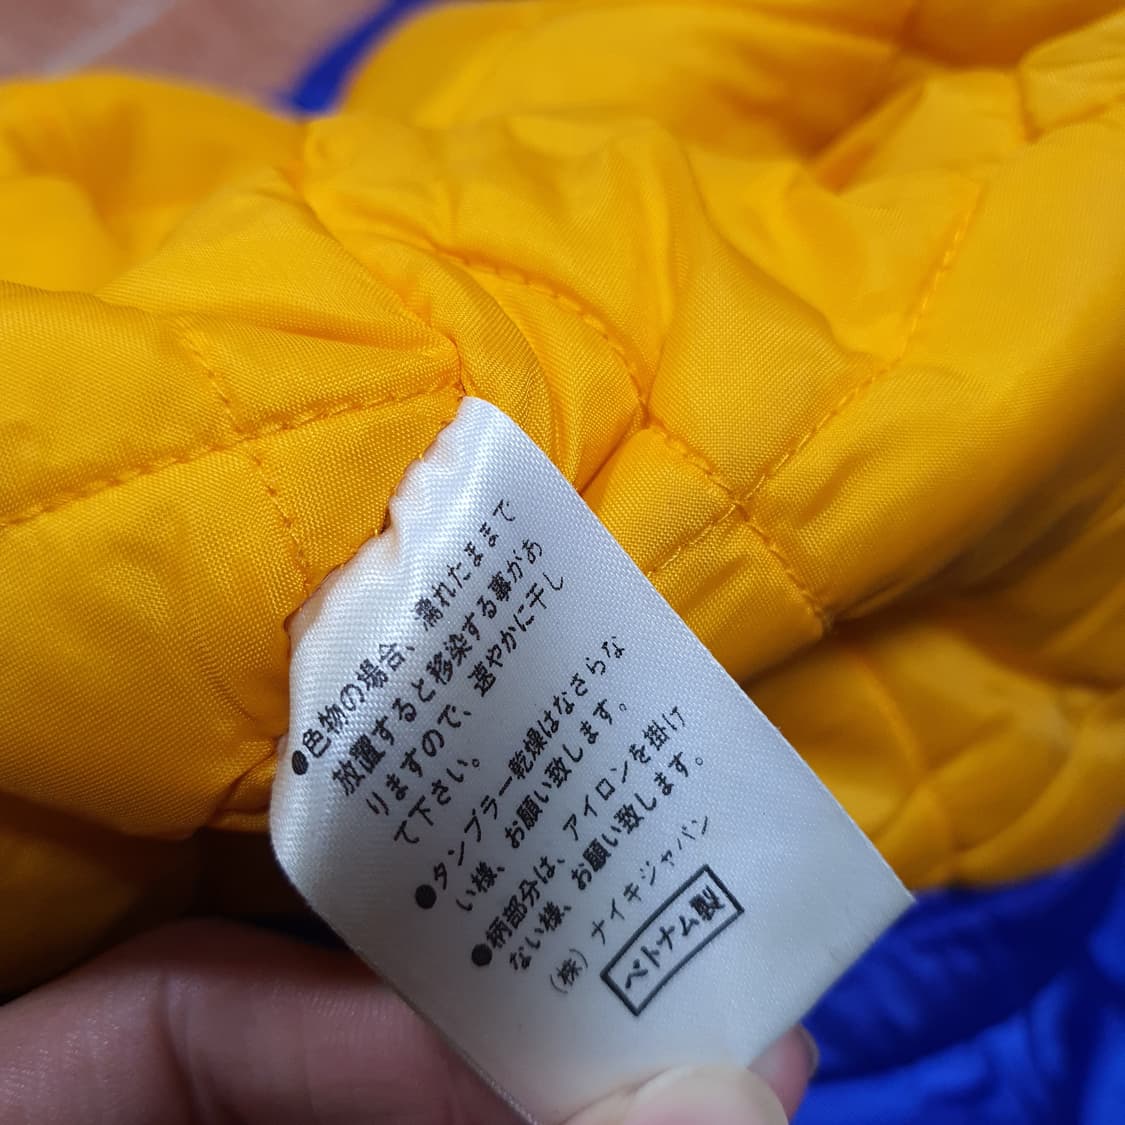 ●色物の場合、濡れたままで
放置すると移染する事があ
りますので、速やかに干し
て下さい。
●タンブラー乾燥はなさらな
い様、お願い致します。
●柄部分は、アイロンを掛け
ない様、お願い致します。
(株)ナイキジャパン
ベトナム製